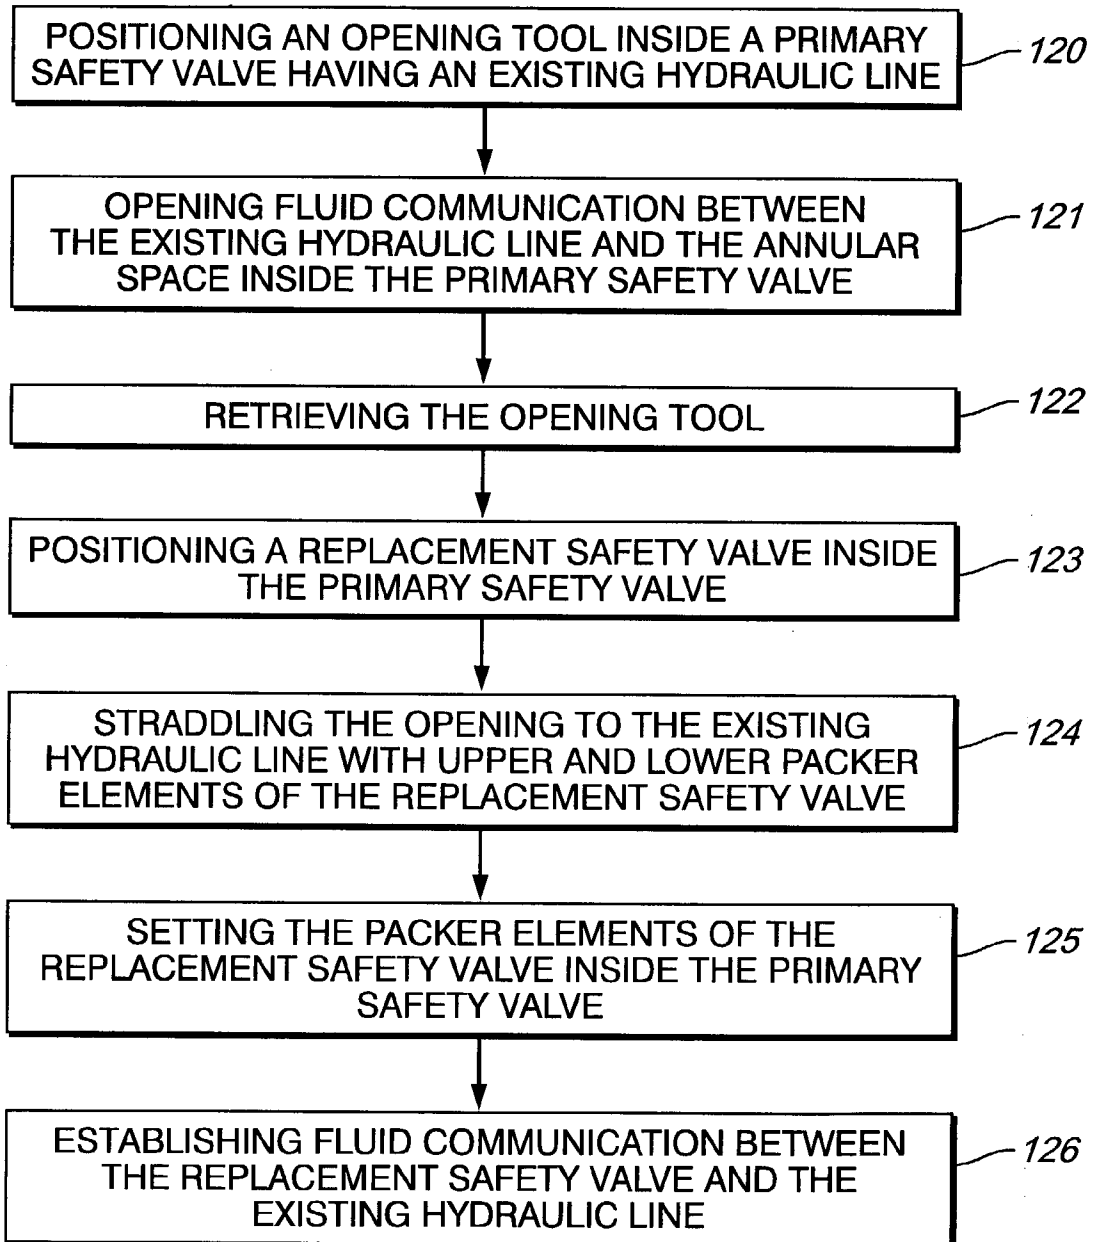 POSITIONING AN OPENING TOOL INSIDE A PRIMARY
SAFETY VALVE HAVING AN EXISTING HYDRAULIC LINE
120
OPENING FLUID COMMUNICATION BETWEEN
THE EXISTING HYDRAULIC LINE AND THE ANNULAR
SPACE INSIDE THE PRIMARY SAFETY VALVE
121
RETRIEVING THE OPENING TOOL
122
POSITIONING A REPLACEMENT SAFETY VALVE INSIDE
THE PRIMARY SAFETY VALVE
123
STRADDLING THE OPENING TO THE EXISTING
HYDRAULIC LINE WITH UPPER AND LOWER PACKER
ELEMENTS OF THE REPLACEMENT SAFETY VALVE
124
SETTING THE PACKER ELEMENTS OF THE
REPLACEMENT SAFETY VALVE INSIDE THE PRIMARY
SAFETY VALVE
125
ESTABLISHING FLUID COMMUNICATION BETWEEN
THE REPLACEMENT SAFETY VALVE AND THE
EXISTING HYDRAULIC LINE
126